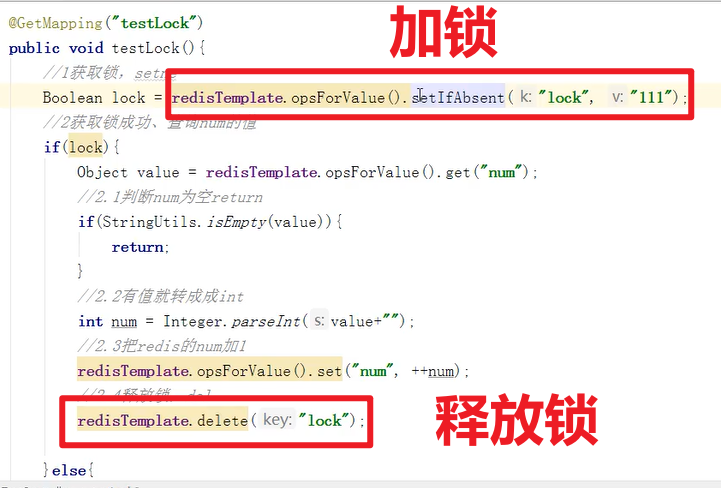 @GetMapping("testLock")
加锁
public void testLock(){
//1获取锁，setne
Boolean lock = redisTemplate.opsForValue().setIfAbsent( k: "lock", v: "111");
//2获取锁成功、查询num的值
if(lock){
Object value = redisTemplate.opsForValue().get("num");
//2.1判断num为空return
if(StringUtils.isEmpty(value)){
return;
}
//2.2有值就转成成int
int num = Integer.parseInt( s: value+"");
//2.3把redis的num加1
redisTemplate.opsForValue().set("num", ++num);
//2.4释放锁，del
redisTemplate.delete( key: "lock");
释放锁
}else{